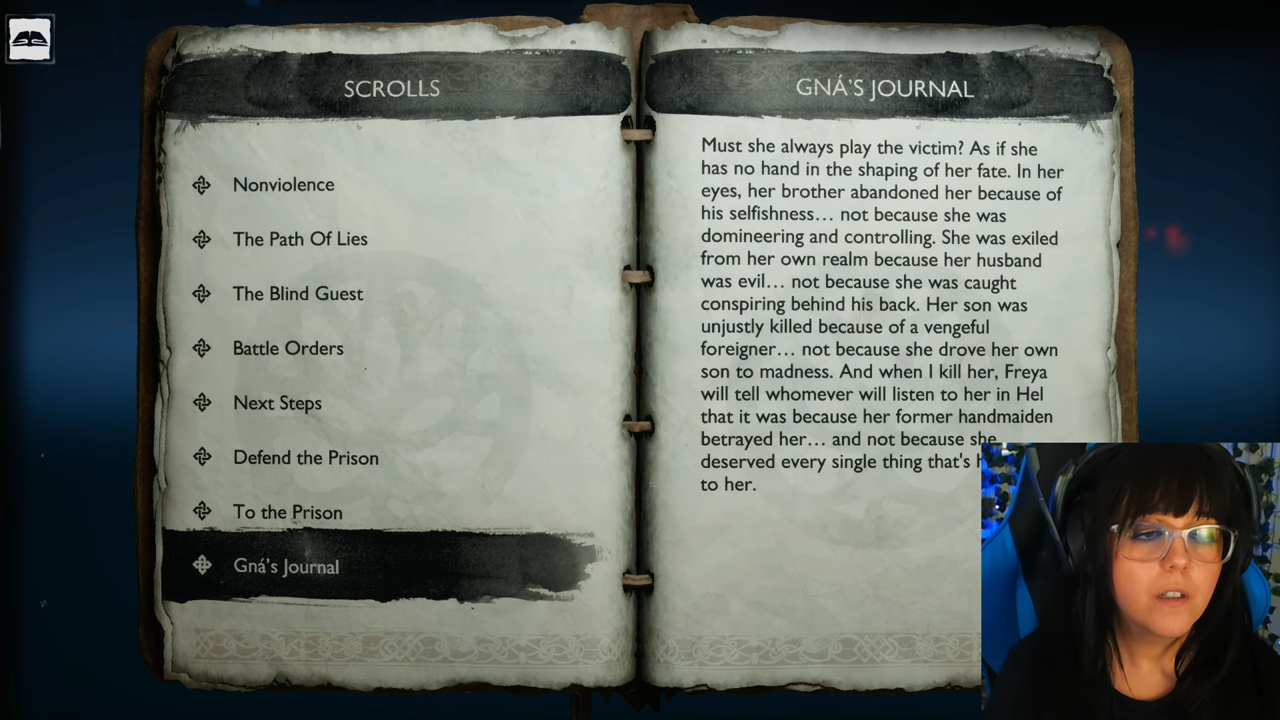 SCROLLS
Nonviolence
The Path Of Lies
The Blind Guest
Battle Orders
Next Steps
Defend the Prison
To the Prison
Gná's Journal
GNÁ'S JOURNAL
Must she always play the victim? As if she
has no hand in the shaping of her fate. In her
eyes, her brother abandoned her because of
his selfishness… not because she was
domineering and controlling. She was exiled
from her own realm because her husband
was evil… not because she was caught
conspiring behind his back. Her son was
unjustly killed because of a vengeful
foreigner… not because she drove her own
son to madness. And when I kill her, Freya
will tell whomever will listen to her in Hel
that it was because her former handmaiden
betrayed her… and not because she
deserved every single thing that's
to her.